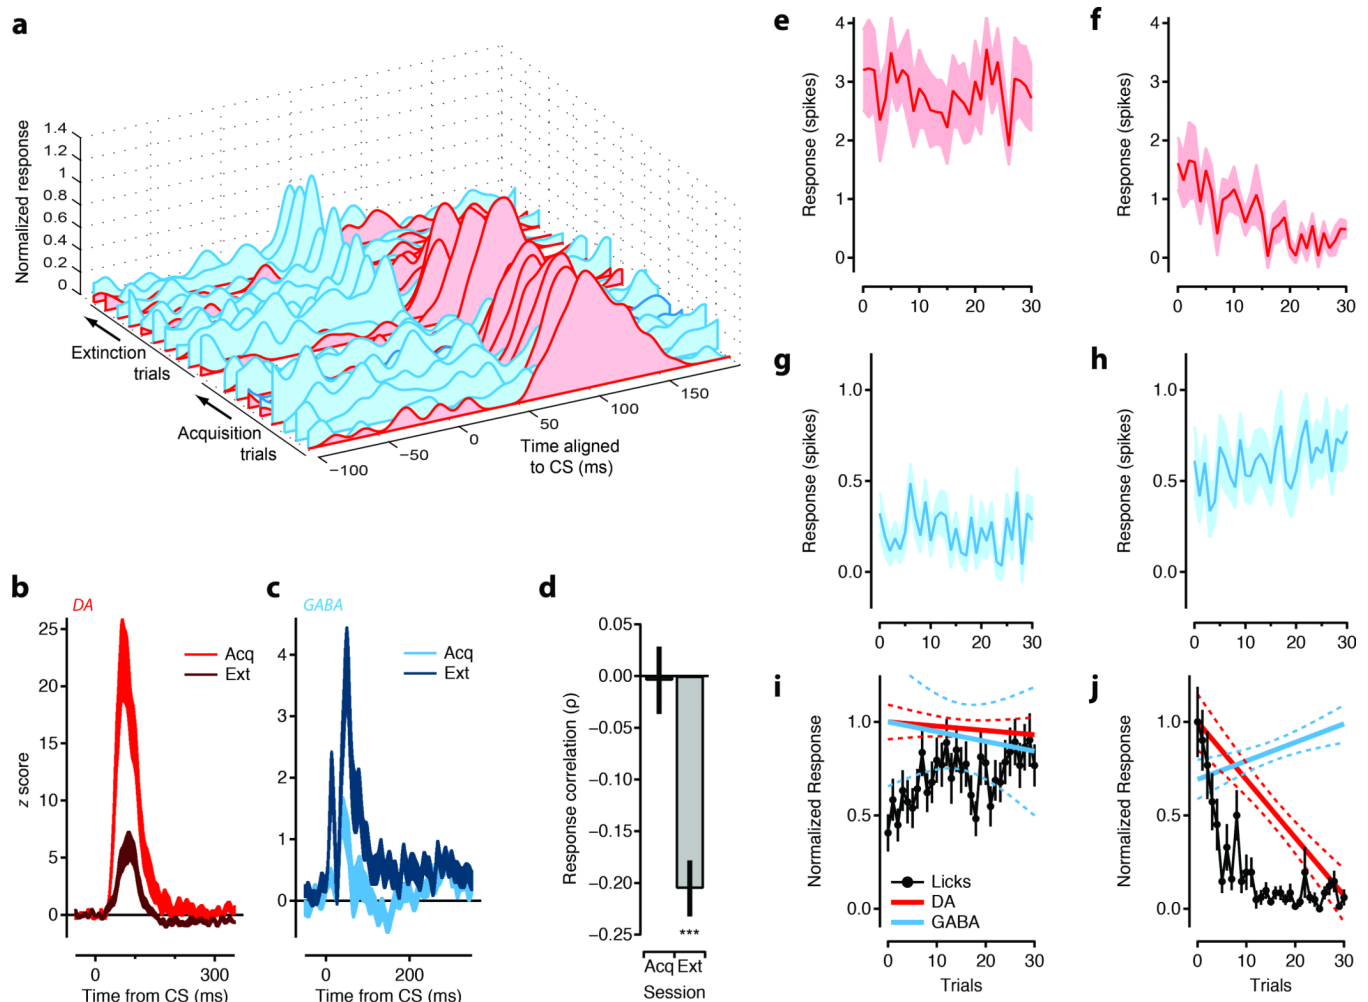 a
Normalized response
1.4
1.2
1
0.8
0.6
0.4
0.2
0
Extinction
trials
Acquisition
trials
−100
−50
0
50
100
150
Time aligned
to CS (ms)
b
DA
25
20
15
10
5
0
z score
Acq
Ext
0
300
Time from CS (ms)
c
GABA
4
3
2
1
0
Acq
Ext
0
200
Time from CS (ms)
d
0.05
0.00
−0.05
−0.10
−0.15
−0.20
−0.25
Response correlation (ρ)
***
Acq Ext
Session
e
4
3
2
1
0
Response (spikes)
0
10
20
30
f
4
3
2
1
0
Response (spikes)
0
10
20
30
g
1.0
0.5
0.0
Response (spikes)
0
10
20
30
h
1.0
0.5
0.0
Response (spikes)
0
10
20
30
i
1.0
0.5
0.0
Normalized Response
Licks
DA
GABA
0
10
20
30
Trials
j
1.0
0.5
0.0
Normalized Response
0
10
20
30
Trials